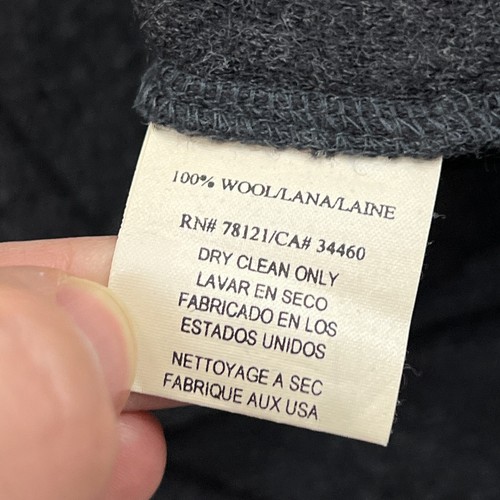 100% WOOL/LANA/LAINE
RN# 78121/CA# 34460
DRY CLEAN ONLY
LAVAR EN SECO
FABRICADO EN LOS
ESTADOS UNIDOS
NETTOYAGE A SEC
FABRIQUE AUX USA